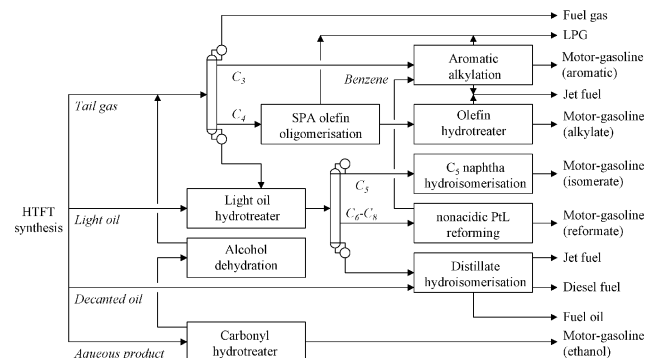 Fuel gas
LPG
Aromatic
alkylation
Motor-gasoline
(aromatic)
C3
Benzene
Tail gas
Jet fuel
C4
SPA olefin
oligomerisation
Olefin
hydrotreater
Motor-gasoline
(alkylate)
C5 naphtha
hydroisomerisation
Motor-gasoline
(isomerate)
C5
HTFT
synthesis
Light oil
Light oil
hydrotreater
C6-C8
nonacidic PtL
reforming
Motor-gasoline
(reformate)
Alcohol
dehydration
Distillate
hydroisomerisation
Jet fuel
Diesel fuel
Decanted oil
Fuel oil
Carbonyl
hydrotreater
Motor-gasoline
(ethanol)
Aqueous product